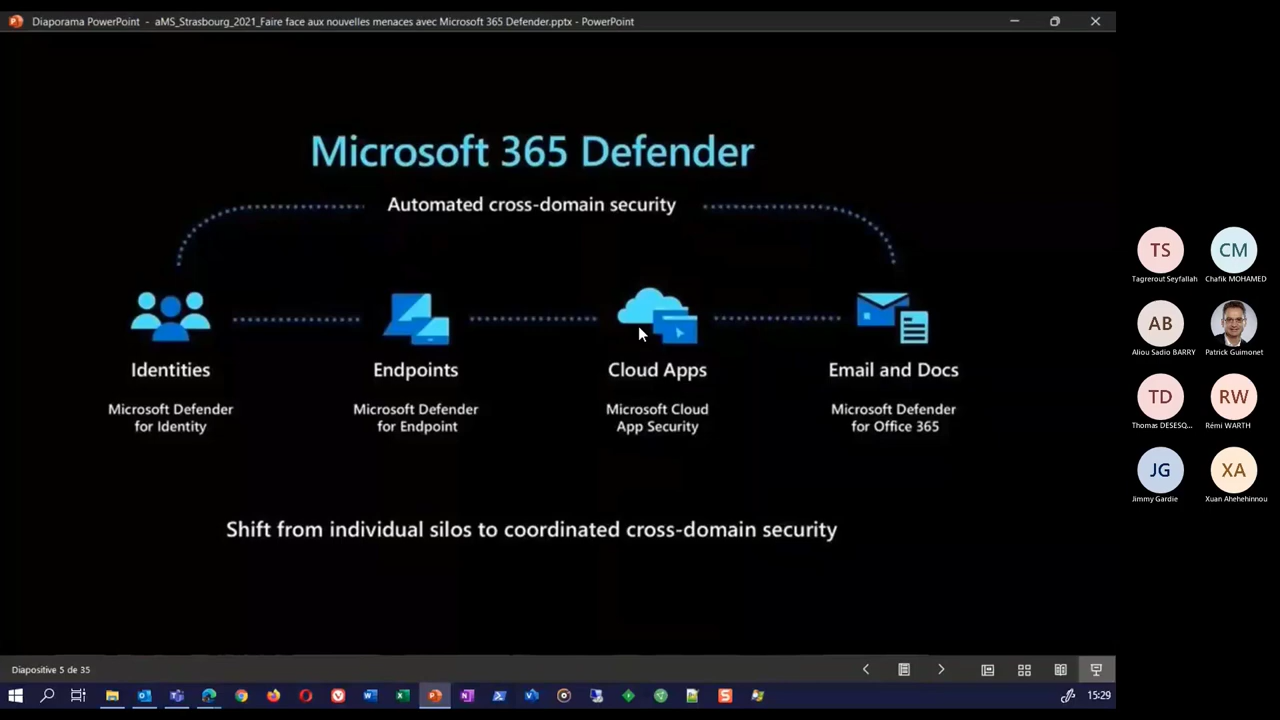 Diaporama PowerPoint - aMS_Strasbourg_2021_Faire face aux nouvelles menaces avec Microsoft 365 Defender.pptx - PowerPoint
Microsoft 365 Defender
Automated cross-domain security
Identities
Endpoints
Cloud Apps
Email and Docs
Microsoft Defender
for Identity
Microsoft Defender
for Endpoint
Microsoft Cloud
App Security
Microsoft Defender
for Office 365
Shift from individual silos to coordinated cross-domain security
TS
Tagrerout Seyfallah
CM
Chafik MOHAMED
AB
Aliou Sadio BARRY
Patrick Guimonet
TD
Thomas DESESQ...
RW
Rémi WARTH
JG
Jimmy Gardie
XA
Xuan Ahehehinnou
Diapositive 5 de 35
15:29